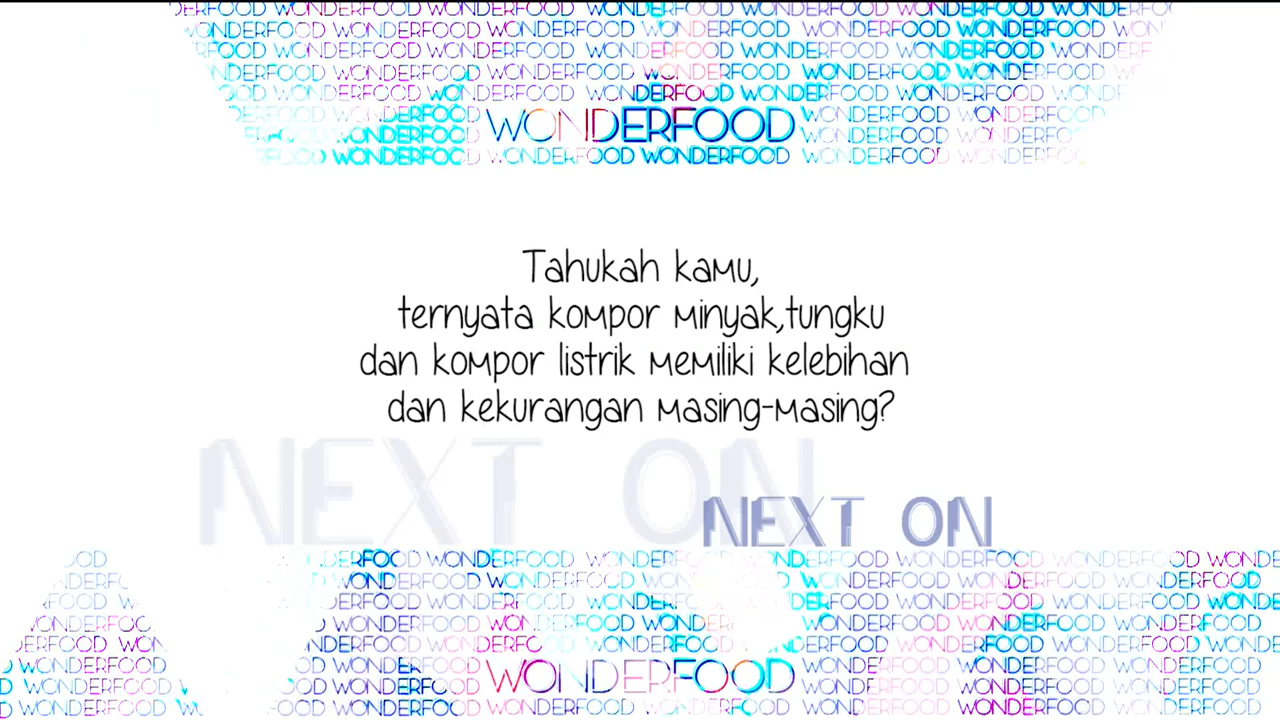 WONDERFOOD
Tahukah kamu,
ternyata kompor minyak,tungku
dan kompor listrik memiliki kelebihan
dan kekurangan masing-masing?
NEXT ON
NEXT ON
WONDERFOOD